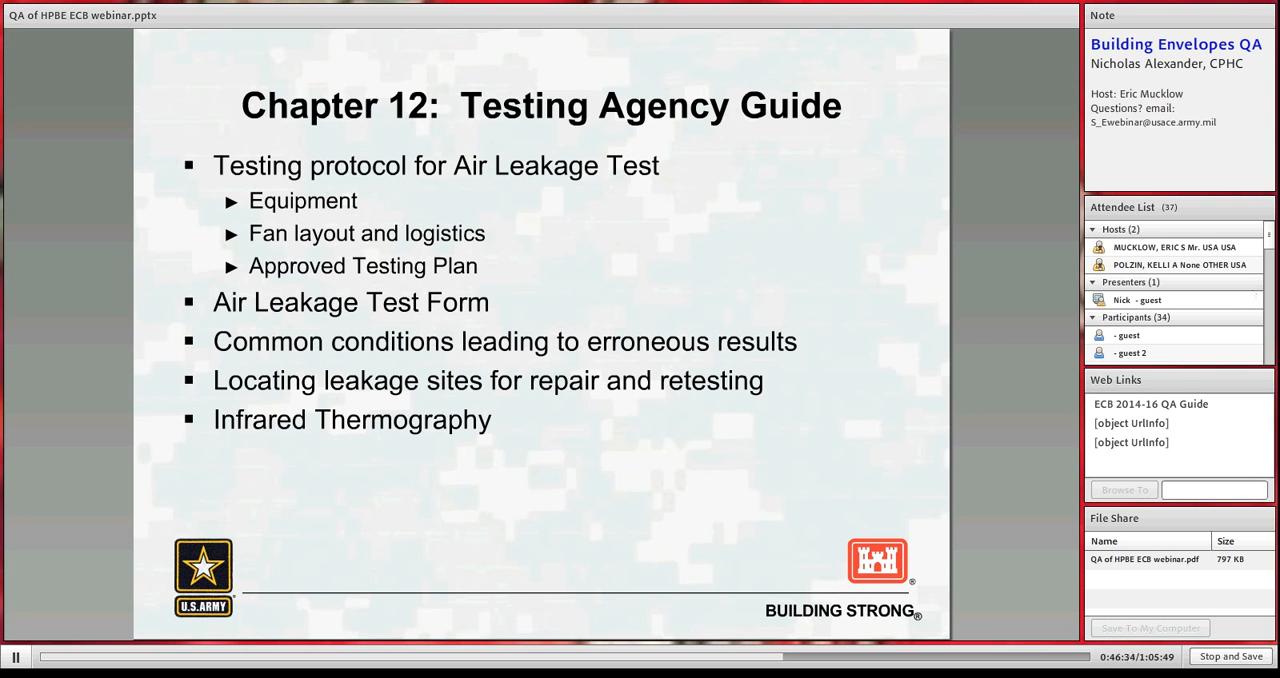 QA of HPBE ECB webinar.pptx
Chapter 12: Testing Agency Guide
▪ Testing protocol for Air Leakage Test
► Equipment
► Fan layout and logistics
► Approved Testing Plan
▪ Air Leakage Test Form
▪ Common conditions leading to erroneous results
▪ Locating leakage sites for repair and retesting
▪ Infrared Thermography
U.S.ARMY
®
BUILDING STRONG®
Note
Building Envelopes QA
Nicholas Alexander, CPHC
Host: Eric Mucklow
Questions? email:
S_Ewebinar@usace.army.mil
Attendee List (37)
Hosts (2)
MUCKLOW, ERIC S Mr. USA USA
POLZIN, KELLI A None OTHER USA
Presenters (1)
Nick - guest
Participants (34)
- guest
- guest 2
Web Links
ECB 2014-16 QA Guide
[object UrlInfo]
[object UrlInfo]
Browse To
File Share
Name Size
QA of HPBE ECB webinar.pdf 797 KB
Save To My Computer
0:46:34/1:05:49 Stop and Save